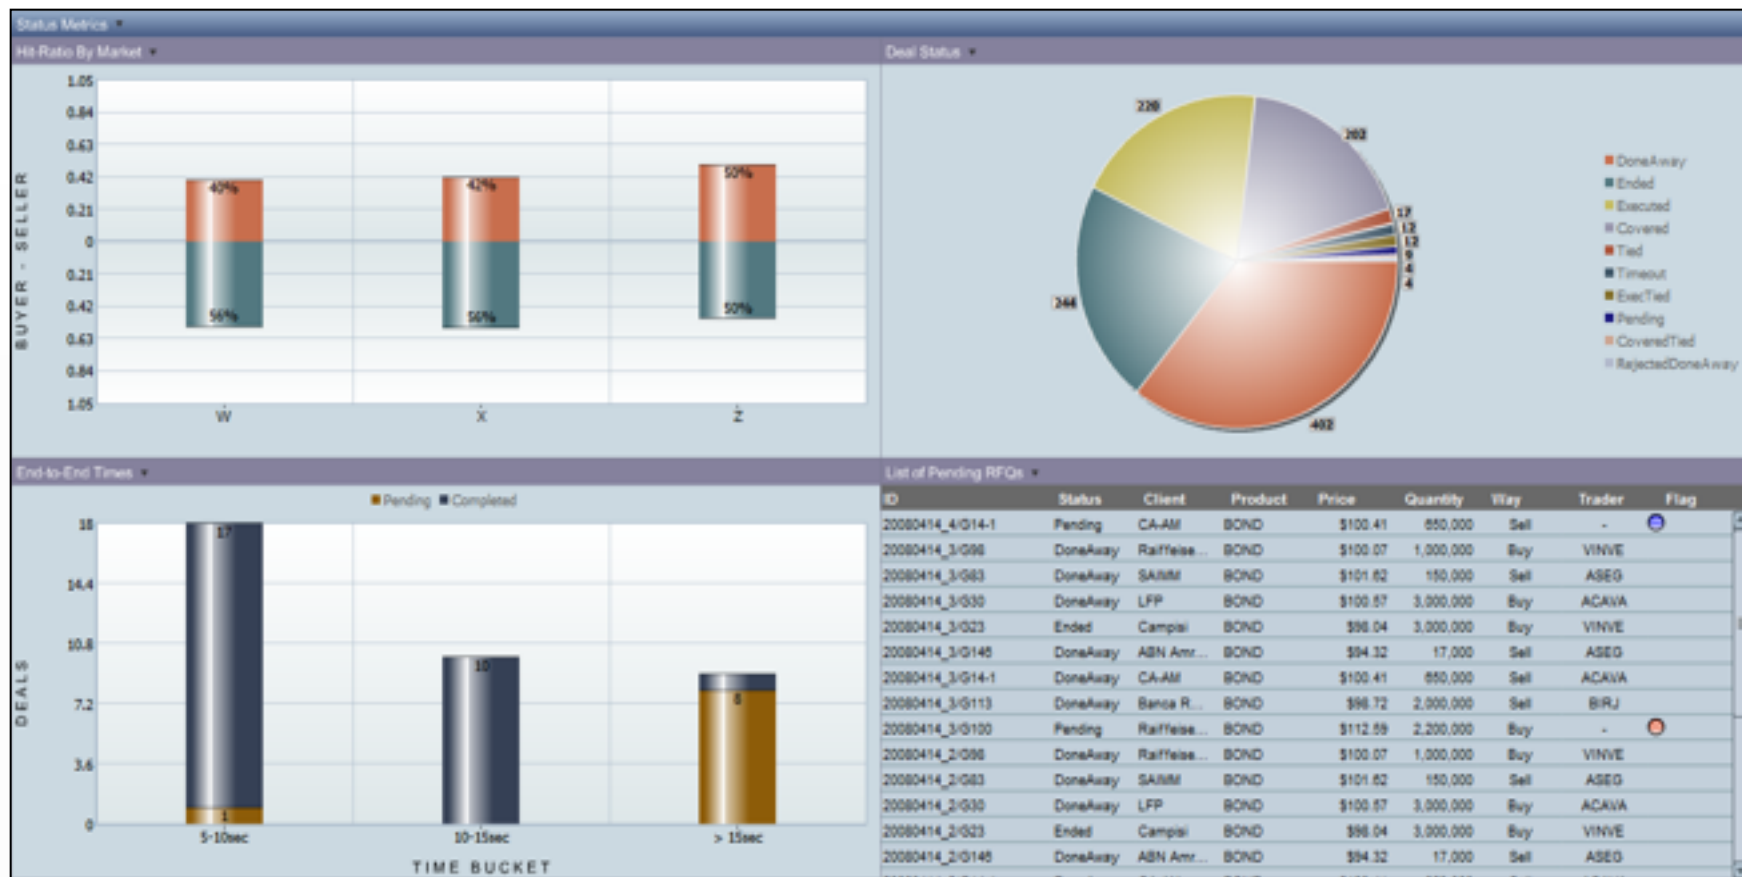 Status Metrics
Hit-Ratio By Market
1.05
0.84
0.63
0.42
0.21
0
0.21
0.42
0.63
0.84
1.05
BUYER - SELLER
40%
42%
50%
56%
56%
50%
W X Z
Deal Status
220
202
17
12
12
9
4
4
402
DoneAway
Ended
Executed
Covered
Tied
Timeout
ExecTied
Pending
CoveredTied
RejectedDoneAway
End-to-End Times
Pending Completed
18
14.4
10.8
7.2
3.6
0
DEALS
17
1
10
8
5-10sec 10-15sec > 15sec
TIME BUCKET
List of Pending RFQs
ID Status Client Product Price Quantity Way Trader Flag
20080414_4/G14-1 Pending CA-AM BOND $100.41 650,000 Sell -
20080414_3/G98 DoneAway Raiffeise... BOND $100.07 1,000,000 Buy VINVE
20080414_3/G83 DoneAway BOND $101.62 150,000 Sell ASEG
20080414_3/G30 DoneAway LFP BOND $100.57 3,000,000 Buy ACAVA
20080414_3/G23 Ended Campisi BOND $98.04 3,000,000 Buy VINVE
20080414_3/G146 DoneAway ABN Amr... BOND $94.32 17,000 Sell ASEG
20080414_3/G14-1 DoneAway CA-AM BOND $100.41 650,000 Sell ACAVA
20080414_3/G113 DoneAway Banca R... BOND $98.72 2,000,000 Sell BIRJ
20080414_3/G100 Pending Raiffeise... BOND $112.59 2,200,000 Buy -
20080414_2/G98 DoneAway Raiffeise... BOND $100.07 1,000,000 Buy VINVE
20080414_2/G83 DoneAway BOND $101.62 150,000 Sell ASEG
20080414_2/G30 DoneAway LFP BOND $100.57 3,000,000 Buy ACAVA
20080414_2/G23 Ended Campisi BOND $98.04 3,000,000 Buy VINVE
20080414_2/G146 DoneAway ABN Amr... BOND $94.32 17,000 Sell ASEG